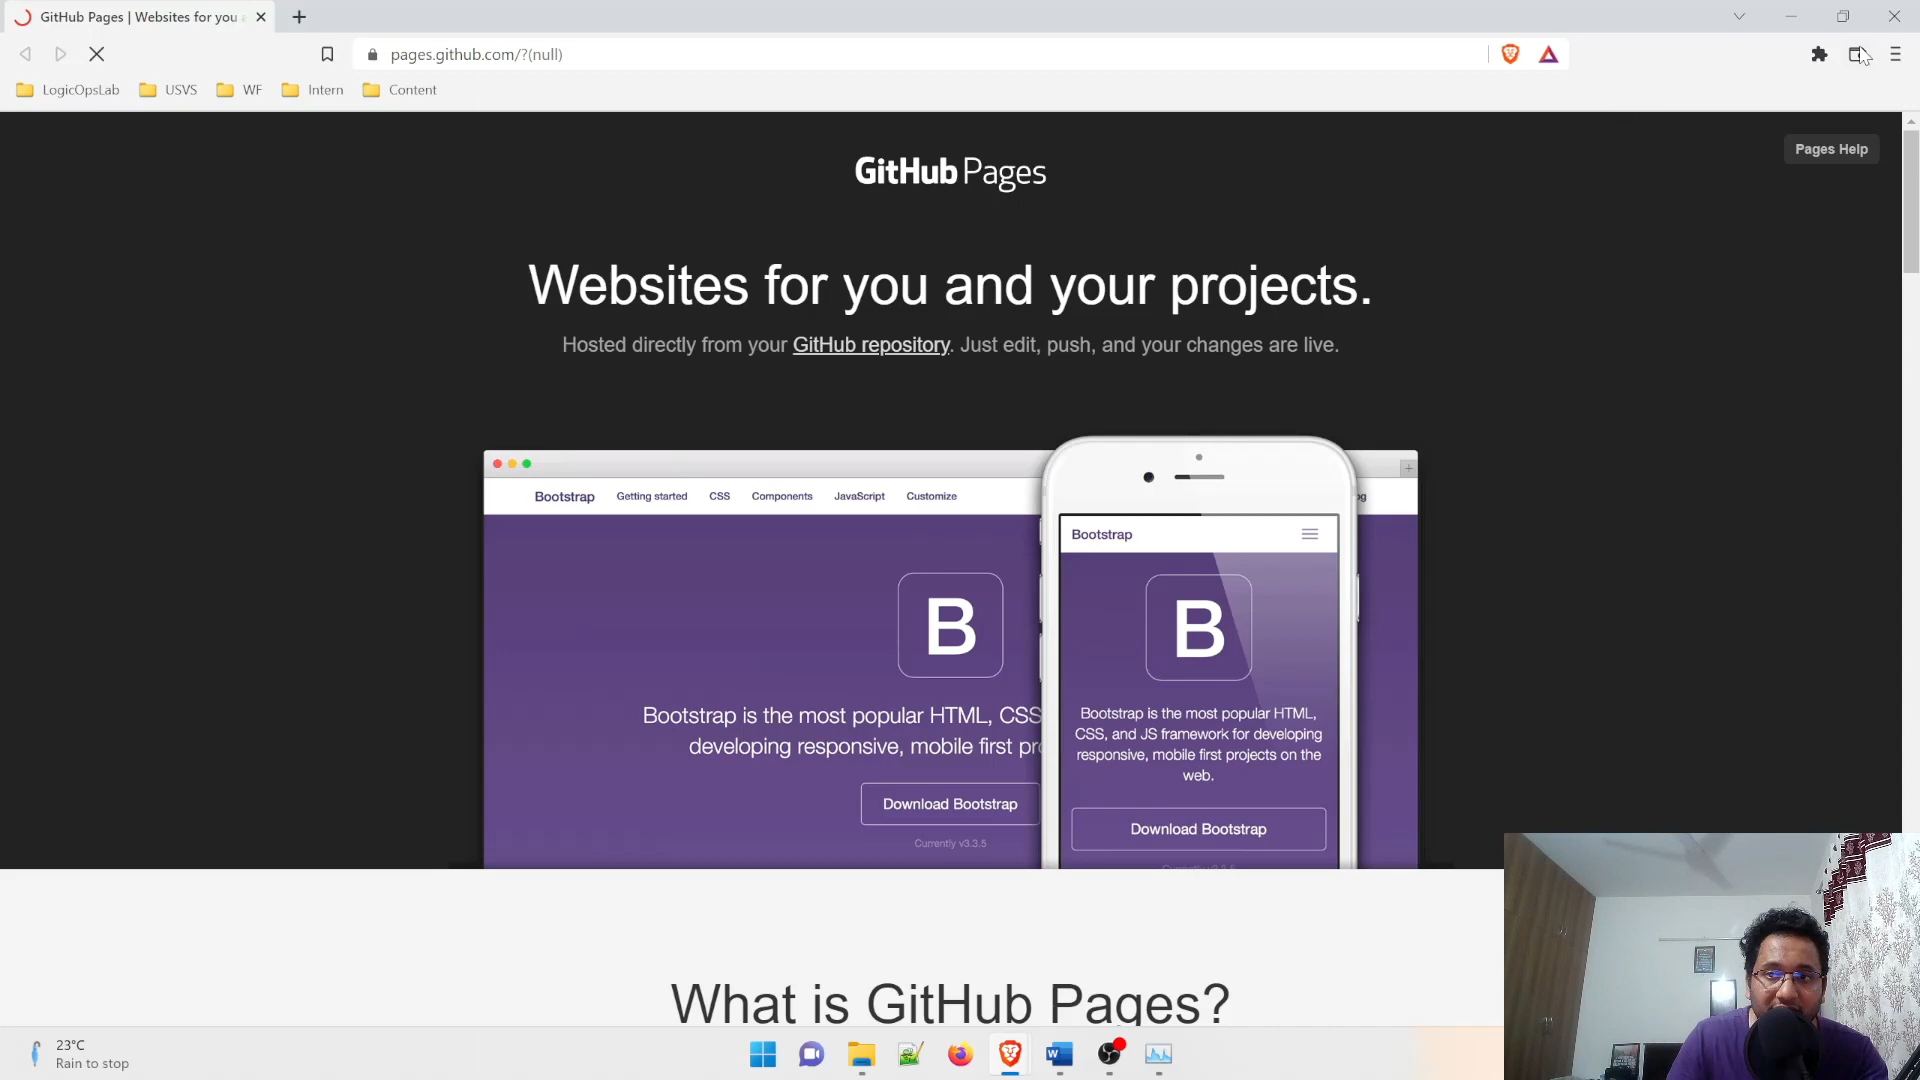 GitHub Pages | Websites for you
pages.github.com/?(null)
LogicOpsLab
USVS
WF
Intern
Content
Pages Help
GitHub Pages
Websites for you and your projects.
Hosted directly from your GitHub repository. Just edit, push, and your changes are live.
Bootstrap
Getting started
CSS
Components
JavaScript
Customize
B
Bootstrap is the most popular HTML, CSS
developing responsive, mobile first pro
Download Bootstrap
Currently v3.3.5
Bootstrap
B
Bootstrap is the most popular HTML,
CSS, and JS framework for developing
responsive, mobile first projects on the
web.
Download Bootstrap
What is GitHub Pages?
23°C
Rain to stop